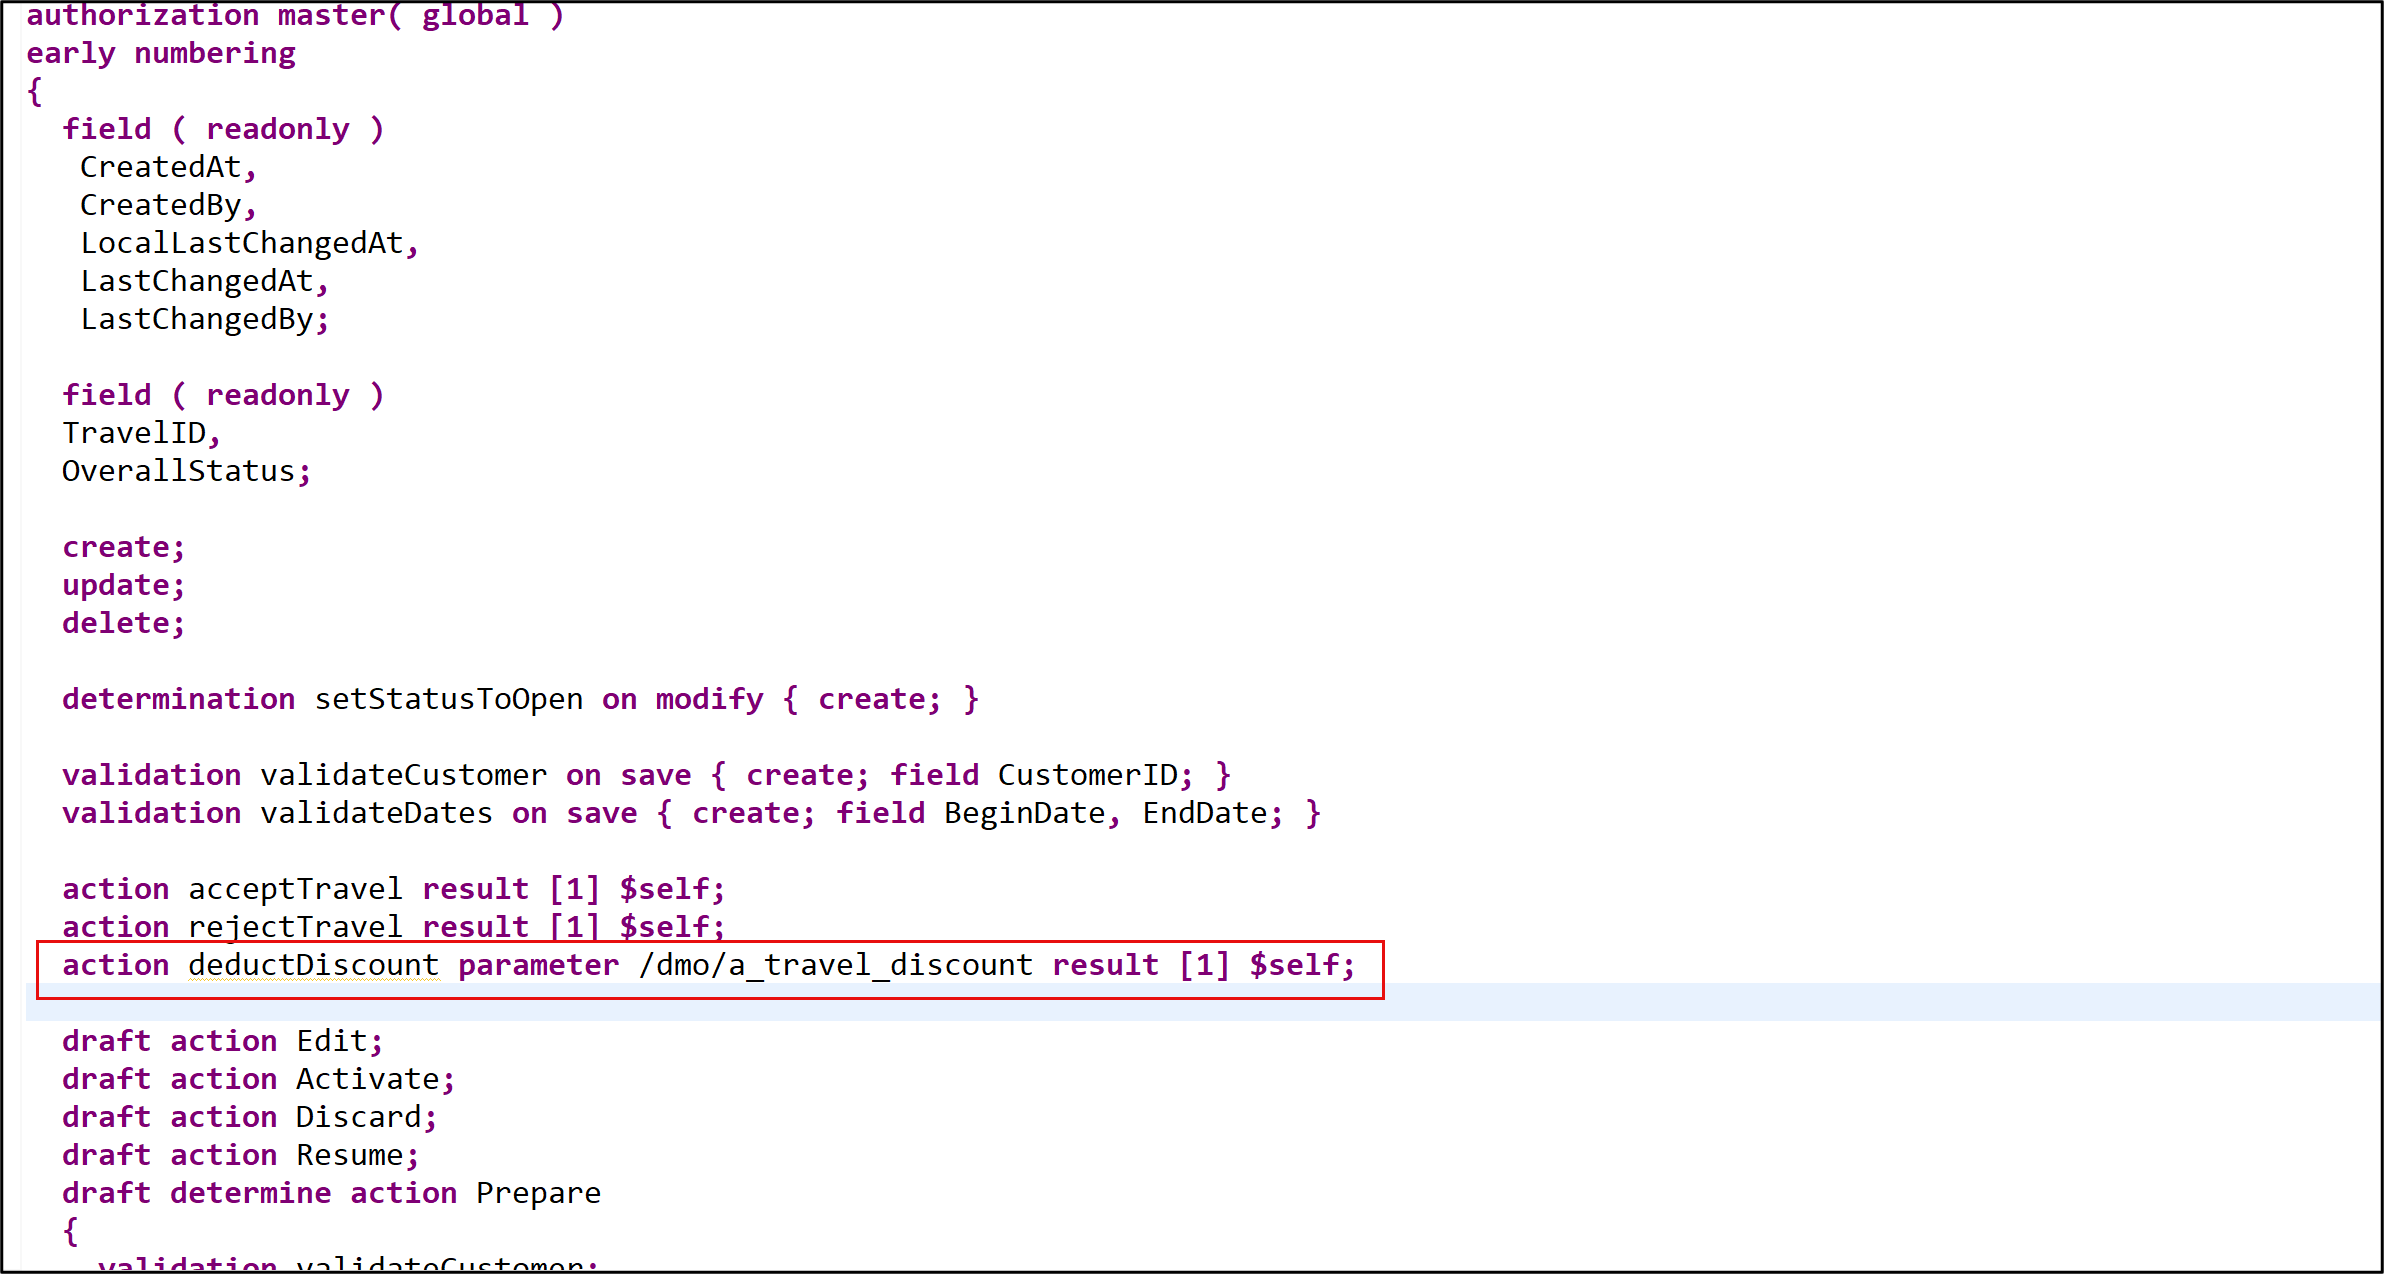 authorization master( global )
early numbering
{
field ( readonly )
CreatedAt,
CreatedBy,
LocalLastChangedAt,
LastChangedAt,
LastChangedBy;
field ( readonly )
TravelID,
OverallStatus;
create;
update;
delete;
determination setStatusToOpen on modify { create; }
validation validateCustomer on save { create; field CustomerID; }
validation validateDates on save { create; field BeginDate, EndDate; }
action acceptTravel result [1] $self;
action rejectTravel result [1] $self;
action deductDiscount parameter /dmo/a_travel_discount result [1] $self;
draft action Edit;
draft action Activate;
draft action Discard;
draft action Resume;
draft determine action Prepare
{
validation validateCustomer;